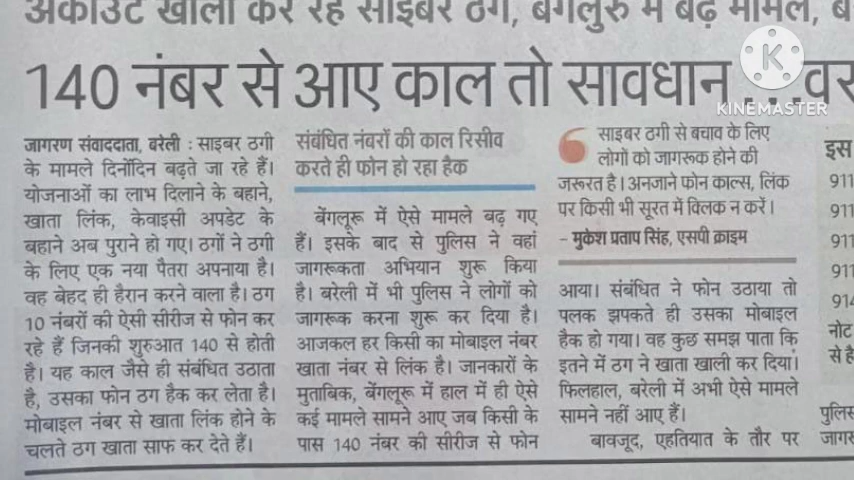 अकाउंट खाली कर रहे साइबर ठग, बेंगलुरु में बढ़े मामले,
140 नंबर से आए काल तो सावधान...वर
KINEMASTER
जागरण संवाददाता, बरेली : साइबर ठगी
के मामले दिनोंदिन बढ़ते जा रहे हैं।
योजनाओं का लाभ दिलाने के बहाने,
खाता लिंक, केवाइसी अपडेट के
बहाने अब पुराने हो गए। ठगों ने ठगी
के लिए एक नया पैतरा अपनाया है।
वह बेहद ही हैरान करने वाला है। ठग
10 नंबरों की ऐसी सीरीज से फोन कर
रहे हैं जिनकी शुरुआत 140 से होती
है। यह काल जैसे ही संबंधित उठाता
है, उसका फोन ठग हैक कर लेता है।
मोबाइल नंबर से खाता लिंक होने के
चलते ठग खाता साफ कर देते हैं।
संबंधित नंबरों की काल रिसीव
करते ही फोन हो रहा हैक
बेंगलूरू में ऐसे मामले बढ़ गए
हैं। इसके बाद से पुलिस ने वहां
जागरूकता अभियान शुरू किया
है। बरेली में भी पुलिस ने लोगों को
जागरूक करना शुरू कर दिया है।
आजकल हर किसी का मोबाइल नंबर
खाता नंबर से लिंक है। जानकारों के
मुताबिक, बेंगलूरू में हाल में ही ऐसे
कई मामले सामने आए जब किसी के
पास 140 नंबर की सीरीज से फोन
साइबर ठगी से बचाव के लिए
लोगों को जागरूक होने की
जरूरत है। अनजाने फोन काल्स, लिंक
पर किसी भी सूरत में क्लिक न करें।
– मुकेश प्रताप सिंह, एसपी क्राइम
आया। संबंधित ने फोन उठाया तो
पलक झपकते ही उसका मोबाइल
हैक हो गया। वह कुछ समझ पाता कि
इतने में ठग ने खाता खाली कर दिया।
फिलहाल, बरेली में अभी ऐसे मामले
सामने नहीं आए हैं।
बावजूद, एहतियात के तौर पर
इस
911
911
911
911
914
नोट
से है
पुलिस
जागरू